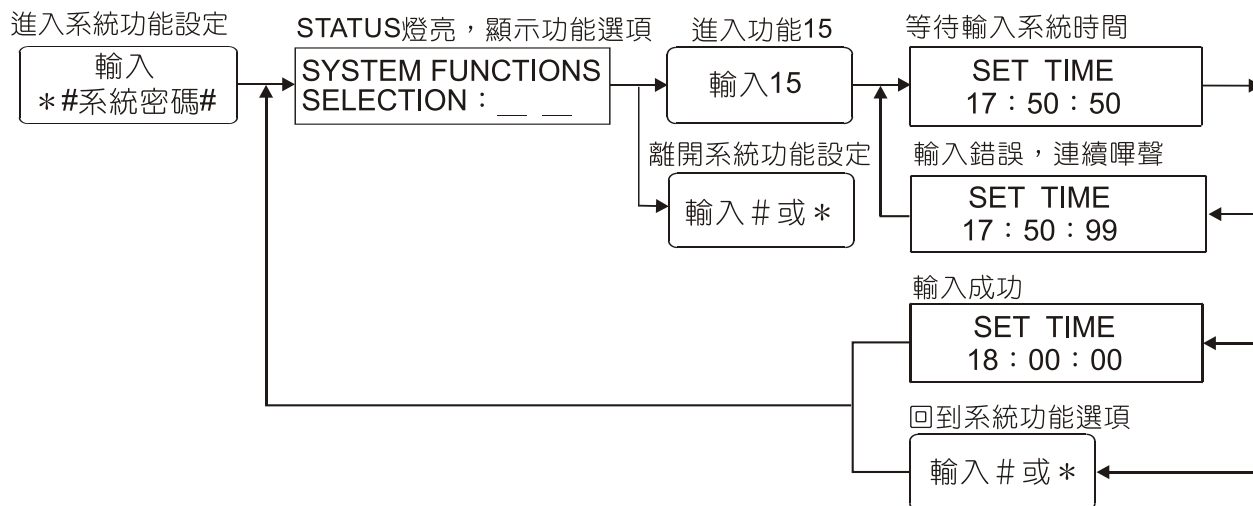 進入系統功能設定
輸入
＊#系統密碼#
STATUS燈亮，顯示功能選項
SYSTEM FUNCTIONS
SELECTION：__ __
進入功能15
輸入15
離開系統功能設定
輸入＃或＊
等待輸入系統時間
SET TIME
17：50：50
輸入錯誤，連續嗶聲
SET TIME
17：50：99
輸入成功
SET TIME
18：00：00
回到系統功能選項
輸入＃或＊